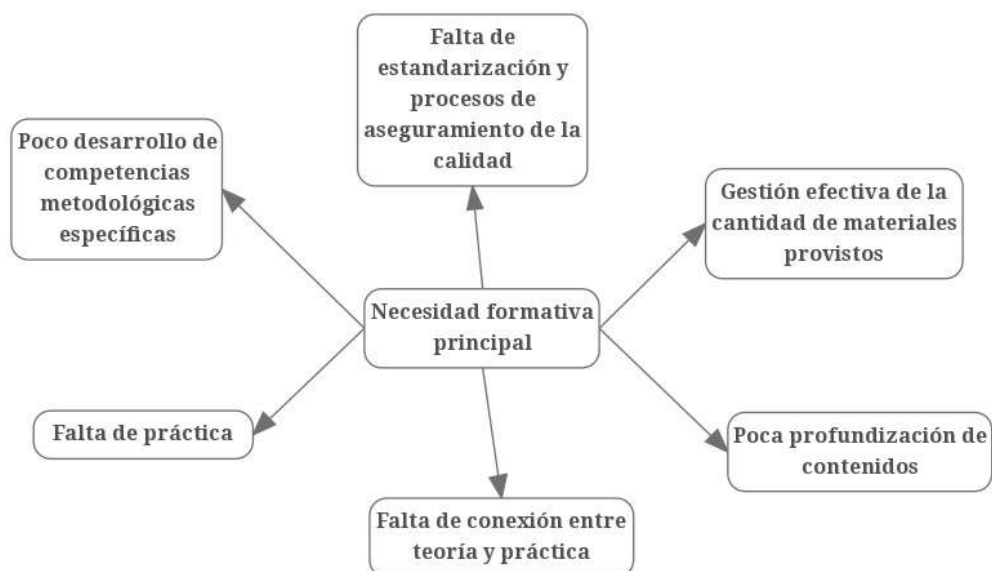 Falta de
estandarización y
procesos de
aseguramiento de la
calidad
Poco desarrollo de
competencias
metodológicas
específicas
Gestión efectiva de la
cantidad de materiales
provistos
Necesidad formativa
principal
Falta de práctica
Poca profundización de
contenidos
Falta de conexión entre
teoría y práctica